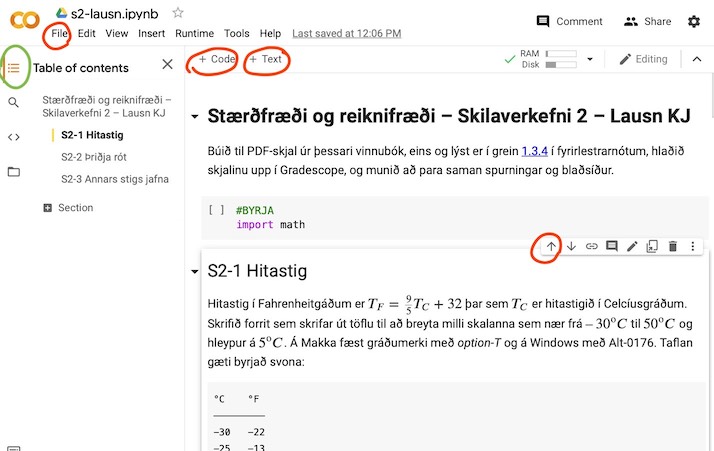 s2-lausn.ipynb
Comment
Share
File Edit View Insert Runtime Tools Help Last saved at 12:06 PM
+ Code + Text
RAM
Disk
Editing
Table of contents
Stærðfræði og reiknifræði –
Skilaverkefni 2 – Lausn KJ
S2-1 Hitastig
S2-2 Þriðja rót
S2-3 Annars stigs jafna
Section
Stærðfræði og reiknifræði – Skilaverkefni 2 – Lausn KJ
Búið til PDF-skjal úr þessari vinnubók, eins og lýst er í grein 1.3.4 í fyrirlestrarnótum, hlaðið
skjalinu upp í Gradescope, og munið að para saman spurningar og blaðsíður.
[ ] #BYRJA
import math
S2-1 Hitastig
Hitastig í Fahrenheitgáðum er T_F = 9/5 T_C + 32 þar sem T_C er hitastigið í Celcíusgráðum.
Skrifið forrit sem skrifar út töflu til að breyta milli skalanna sem nær frá – 30°C til 50°C og
hleypur á 5°C. Á Makka fæst gráðumerki með option-T og á Windows með Alt-0176. Taflan
gæti byrjað svona:
°C °F
-30 -22
-25 -13